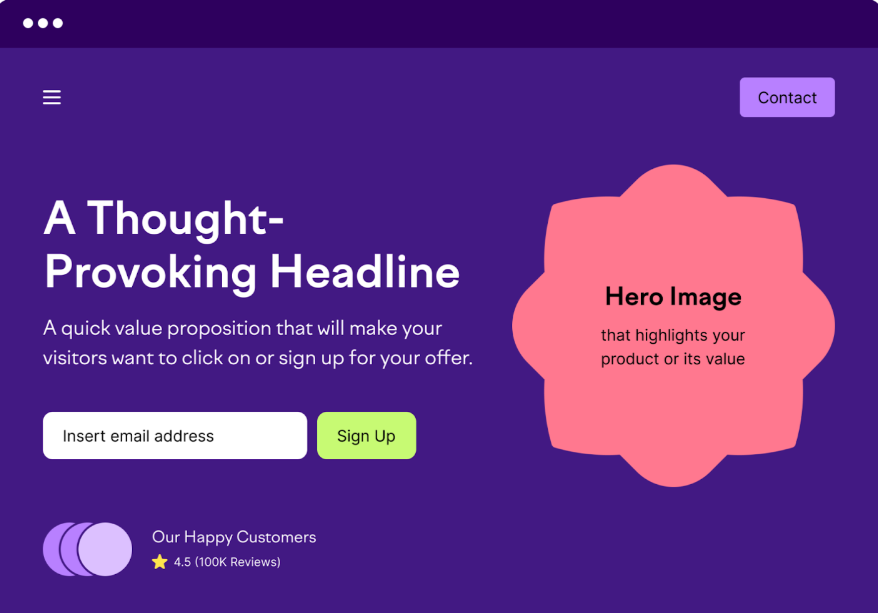 Contact
A Thought-
Provoking Headline
A quick value proposition that will make your
visitors want to click on or sign up for your offer.
Insert email address
Sign Up
Hero Image
that highlights your
product or its value
Our Happy Customers
4.5 (100K Reviews)